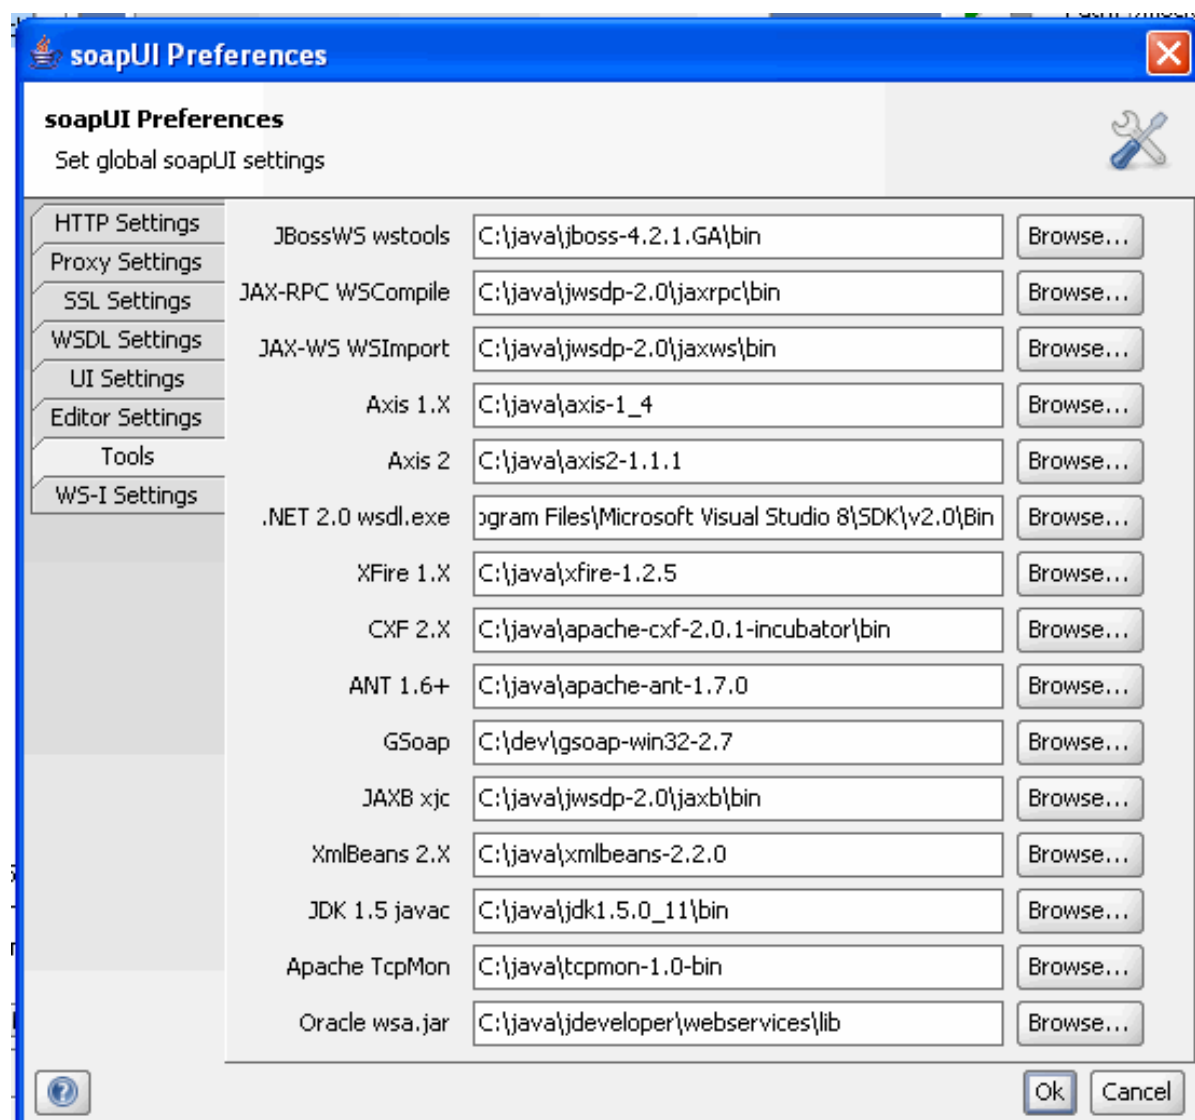 soapUI Preferences
soapUI Preferences
Set global soapUI settings
HTTP Settings
Proxy Settings
SSL Settings
WSDL Settings
UI Settings
Editor Settings
Tools
WS-I Settings
JBossWS wstools C:\java\jboss-4.2.1.GA\bin Browse...
JAX-RPC WSCompile C:\java\jwsdp-2.0\jaxrpc\bin Browse...
JAX-WS WSImport C:\java\jwsdp-2.0\jaxws\bin Browse...
Axis 1.X C:\java\axis-1_4 Browse...
Axis 2 C:\java\axis2-1.1.1 Browse...
.NET 2.0 wsdl.exe ogram Files\Microsoft Visual Studio 8\SDK\v2.0\Bin Browse...
XFire 1.X C:\java\xfire-1.2.5 Browse...
CXF 2.X C:\java\apache-cxf-2.0.1-incubator\bin Browse...
ANT 1.6+ C:\java\apache-ant-1.7.0 Browse...
GSoap C:\dev\gsoap-win32-2.7 Browse...
JAXB xjc C:\java\jwsdp-2.0\jaxb\bin Browse...
XmlBeans 2.X C:\java\xmlbeans-2.2.0 Browse...
JDK 1.5 javac C:\java\jdk1.5.0_11\bin Browse...
Apache TcpMon C:\java\tcpmon-1.0-bin Browse...
Oracle wsa.jar C:\java\jdeveloper\webservices\lib Browse...
Ok Cancel